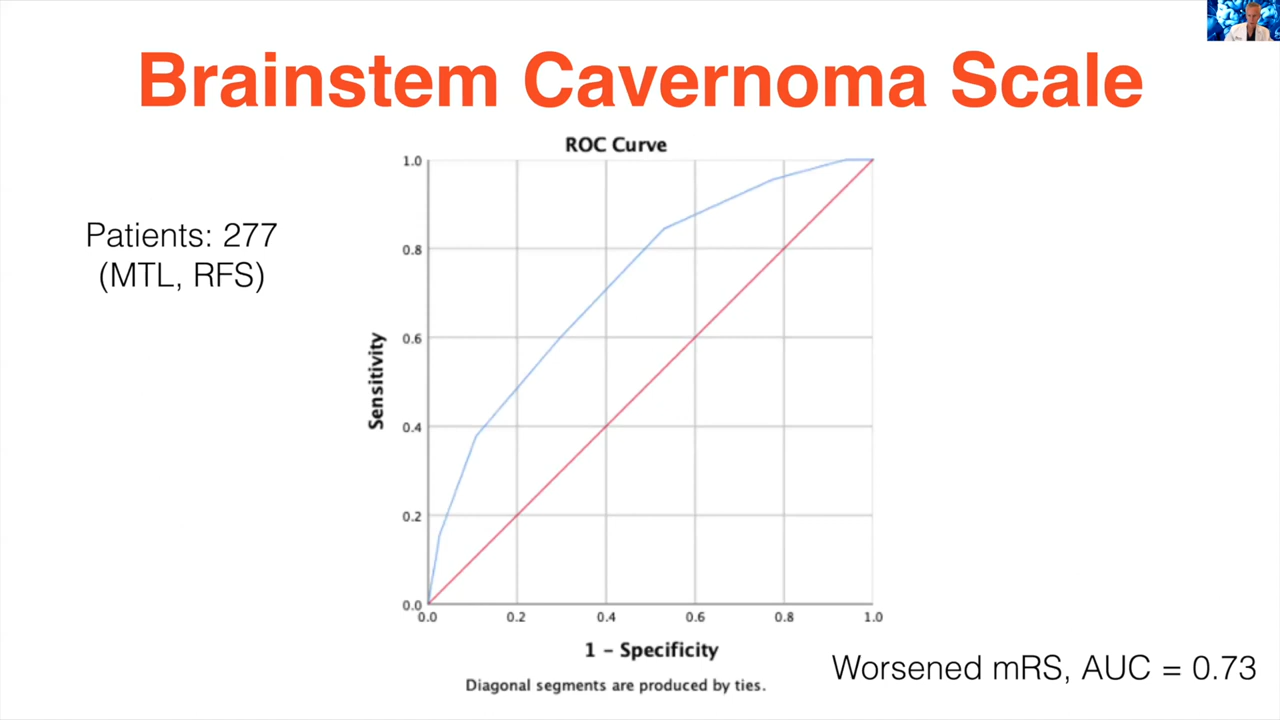 Brainstem Cavernoma Scale
Patients: 277
(MTL, RFS)
ROC Curve
1.0
0.8
0.6
0.4
0.2
0.0
Sensitivity
0.0 0.2 0.4 0.6 0.8 1.0
1 - Specificity
Diagonal segments are produced by ties.
Worsened mRS, AUC = 0.73